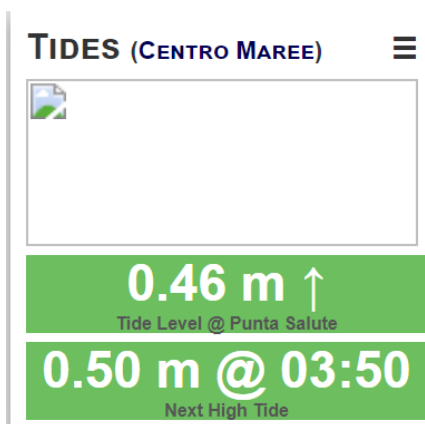 TIDES (CENTRO MAREE)
0.46 m ↑
Tide Level @ Punta Salute
0.50 m @ 03:50
Next High Tide